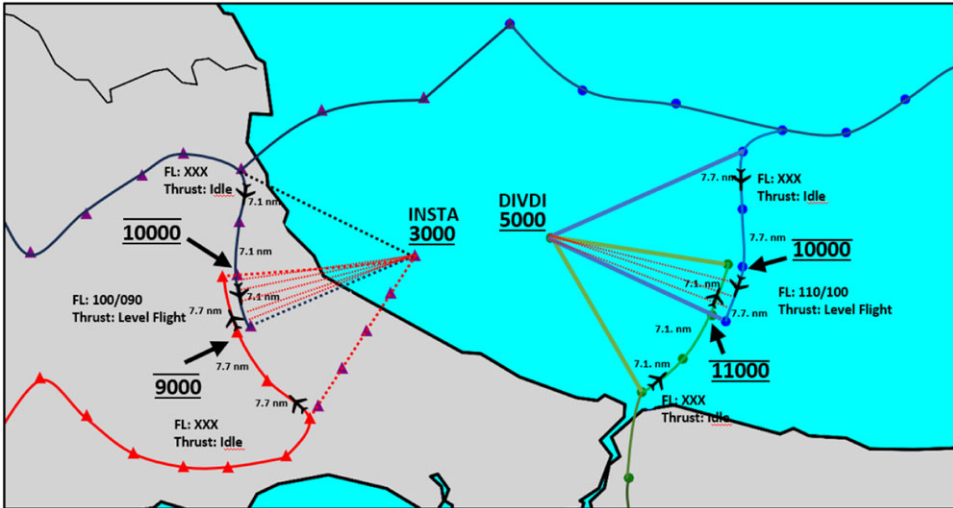 FL: XXX
Thrust: Idle
7.1 nm
10000
7.1 nm
INSTA
3000
DIVDI
5000
7.7. nm
FL: XXX
Thrust: Idle
7.7. nm
10000
FL: 100/090
Thrust: Level Flight
7.1 nm
7.7 nm
7.1. nm
FL: 110/100
Thrust: Level Flight
7.7. nm
7.1. nm
9000
7.7 nm
11000
7.7 nm
FL: XXX
Thrust: Idle
7.1. nm
FL: XXX
Thrust: Idle